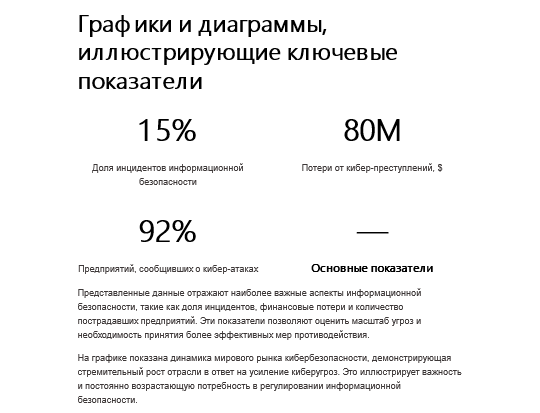 Графики и диаграммы,
иллюстрирующие ключевые
показатели
15%
80M
Доля инцидентов информационной
безопасности
Потери от кибер-преступлений, $
92%
—
Предприятий, сообщивших о кибер-атаках
Основные показатели
Представленные данные отражают наиболее важные аспекты информационной
безопасности, такие как доля инцидентов, финансовые потери и количество
пострадавших предприятий. Эти показатели позволяют оценить масштаб угроз и
необходимость принятия более эффективных мер противодействия.
На графике показана динамика мирового рынка кибербезопасности, демонстрирующая
стремительный рост отрасли в ответ на усиление киберугроз. Это иллюстрирует важность
и постоянно возрастающую потребность в регулировании информационной
безопасности.